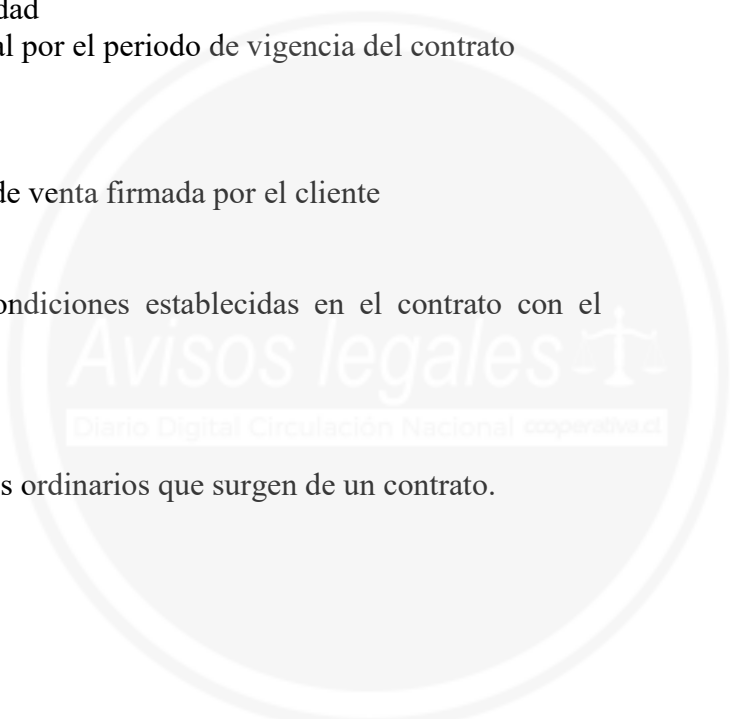 dad
al por el periodo de vigencia del contrato
de venta firmada por el cliente
ondiciones establecidas en el contrato con el
Avisos legales
Diario Digital Circulación Nacional cooperativa.cl
s ordinarios que surgen de un contrato.